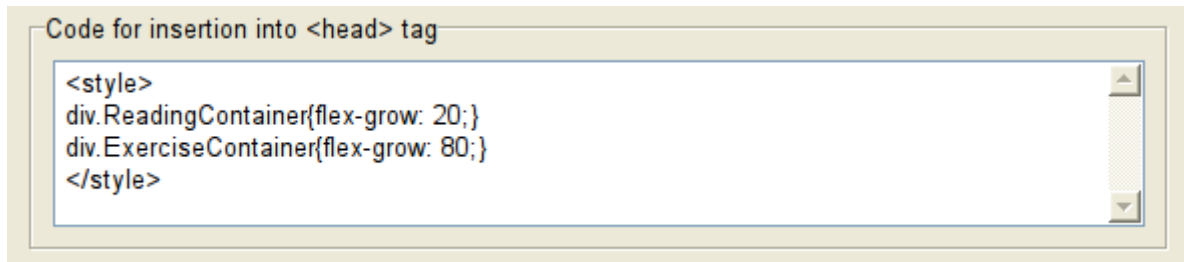 Code for insertion into <head> tag
<style>
div.ReadingContainer{flex-grow: 20;}
div.ExerciseContainer{flex-grow: 80;}
</style>